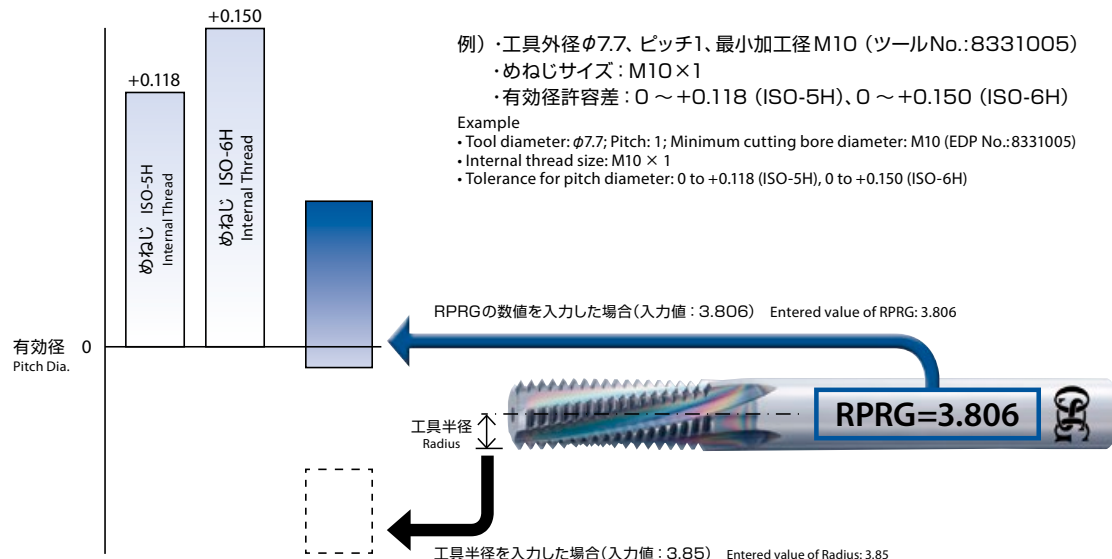 +0.150
+0.118
めねじ ISO-5H
Internal Thread
めねじ ISO-6H
Internal Thread
有効径 0
Pitch Dia.
例) ・工具外径φ7.7、ピッチ1、最小加工径M10 (ツールNo.:8331005)
・めねじサイズ：M10×1
・有効径許容差：0 ～+0.118 (ISO-5H)、0 ～+0.150 (ISO-6H)
Example
• Tool diameter: φ7.7; Pitch: 1; Minimum cutting bore diameter: M10 (EDP No.:8331005)
• Internal thread size: M10 × 1
• Tolerance for pitch diameter: 0 to +0.118 (ISO-5H), 0 to +0.150 (ISO-6H)
RPRGの数値を入力した場合(入力値：3.806) Entered value of RPRG: 3.806
工具半径
Radius
RPRG=3.806
OSG
工具半径を入力した場合(入力値：3.85) Entered value of Radius: 3.85